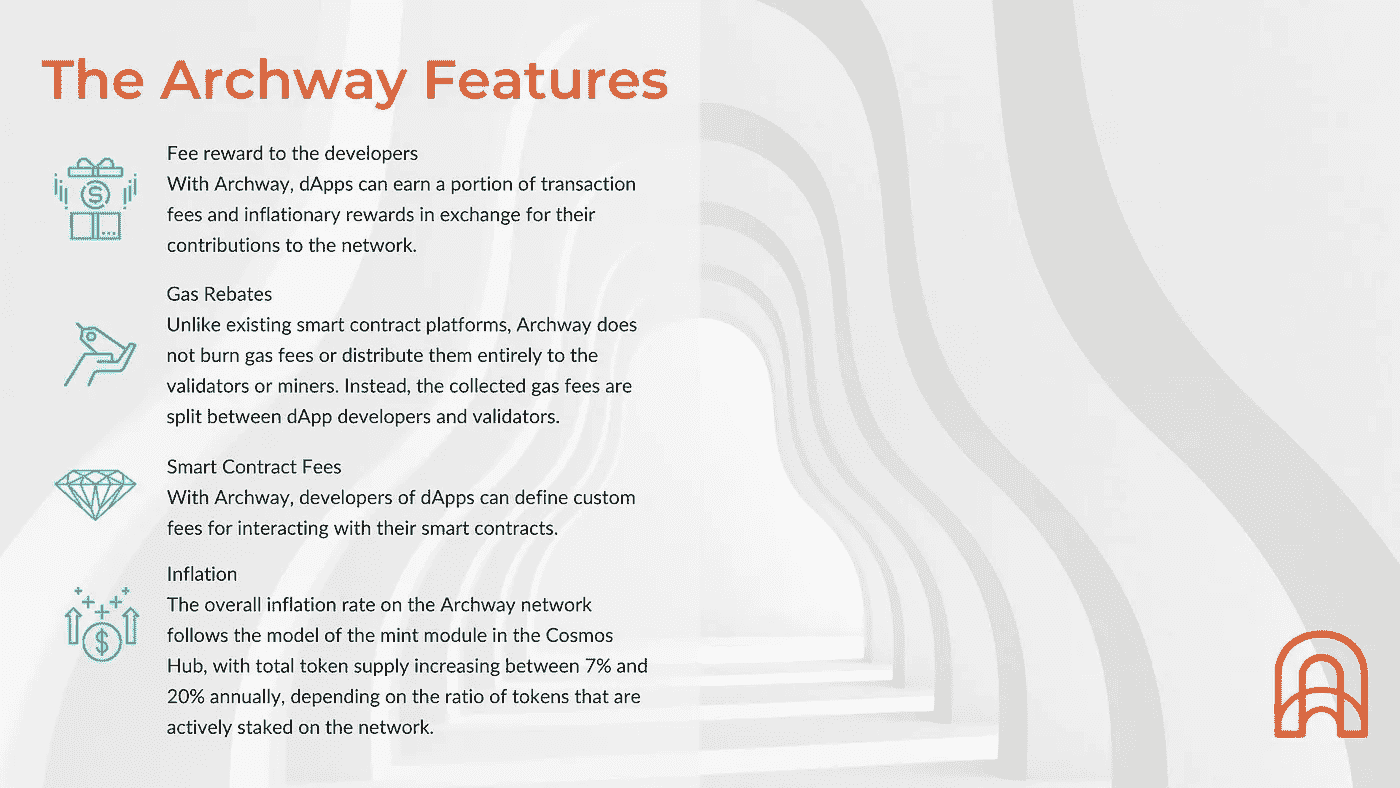 The Archway Features
Fee reward to the developers
With Archway, dApps can earn a portion of transaction
fees and inflationary rewards in exchange for their
contributions to the network.
Gas Rebates
Unlike existing smart contract platforms, Archway does
not burn gas fees or distribute them entirely to the
validators or miners. Instead, the collected gas fees are
split between dApp developers and validators.
Smart Contract Fees
With Archway, developers of dApps can define custom
fees for interacting with their smart contracts.
Inflation
The overall inflation rate on the Archway network
follows the model of the mint module in the Cosmos
Hub, with total token supply increasing between 7% and
20% annually, depending on the ratio of tokens that are
actively staked on the network.